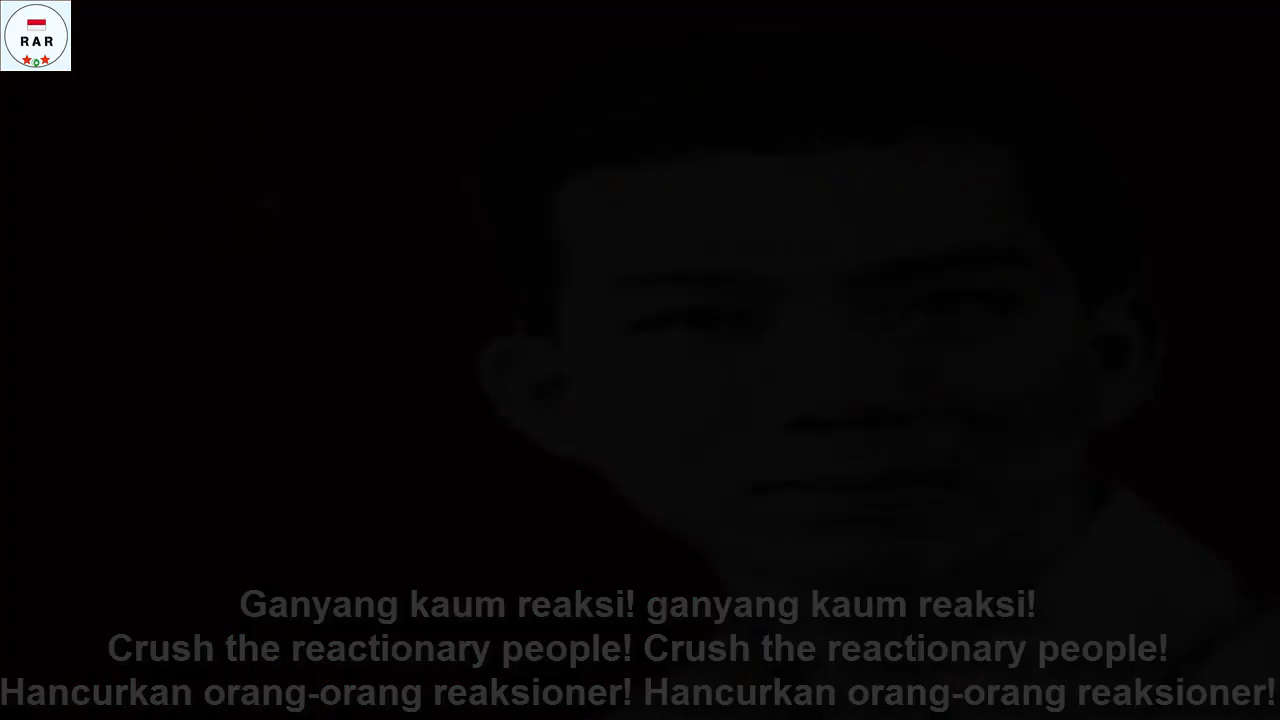 R A R
Ganyang kaum reaksi! ganyang kaum reaksi!
Crush the reactionary people! Crush the reactionary people!
Hancurkan orang-orang reaksioner! Hancurkan orang-orang reaksioner!